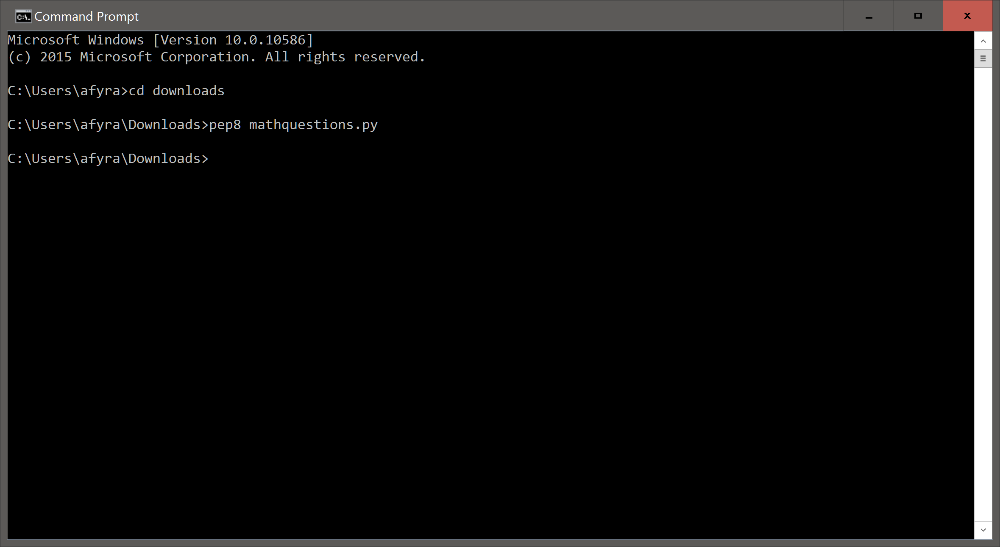 Command Prompt
Microsoft Windows [Version 10.0.10586]
(c) 2015 Microsoft Corporation. All rights reserved.
C:\Users\afyra>cd downloads
C:\Users\afyra\Downloads>pep8 mathquestions.py
C:\Users\afyra\Downloads>